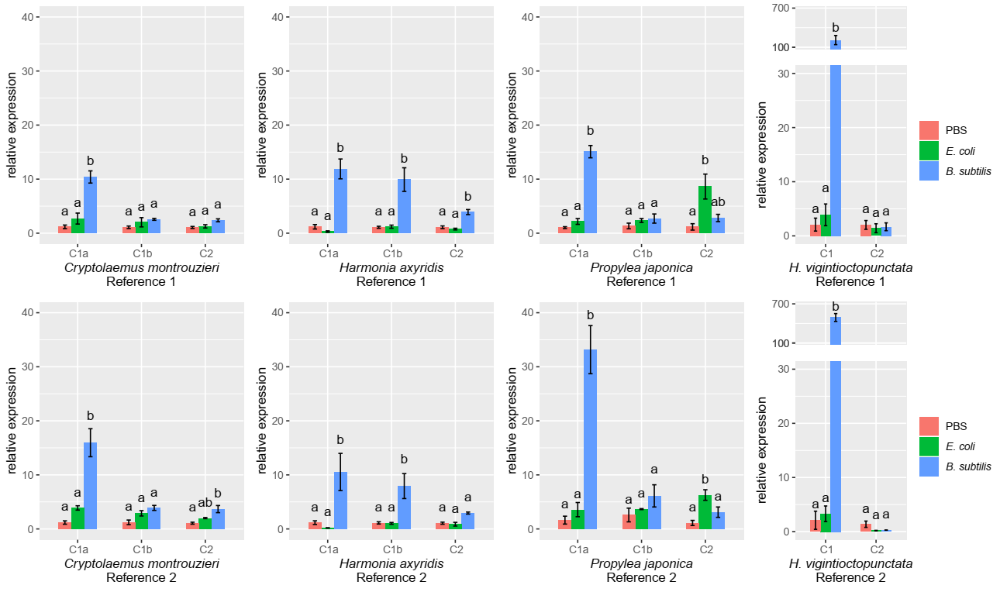 relative expression
40
30
20
10
0
a a b
a a a
a a a
C1a C1b C2
Cryptolaemus montrouzieri
Reference 1
relative expression
40
30
20
10
0
a a b
a a b
a a b
C1a C1b C2
Harmonia axyridis
Reference 1
relative expression
40
30
20
10
0
a a b
a a a
a b ab
C1a C1b C2
Propylea japonica
Reference 1
relative expression
700
100
30
20
10
0
a a b
a a a
C1 C2
H. vigintioctopunctata
Reference 1
PBS
E. coli
B. subtilis
relative expression
40
30
20
10
0
a a b
a a a
a ab b
C1a C1b C2
Cryptolaemus montrouzieri
Reference 2
relative expression
40
30
20
10
0
a a b
a a b
a a a
C1a C1b C2
Harmonia axyridis
Reference 2
relative expression
40
30
20
10
0
a a b
a a a
a b a
C1a C1b C2
Propylea japonica
Reference 2
relative expression
700
100
30
20
10
0
a a b
a a a
C1 C2
H. vigintioctopunctata
Reference 2
PBS
E. coli
B. subtilis